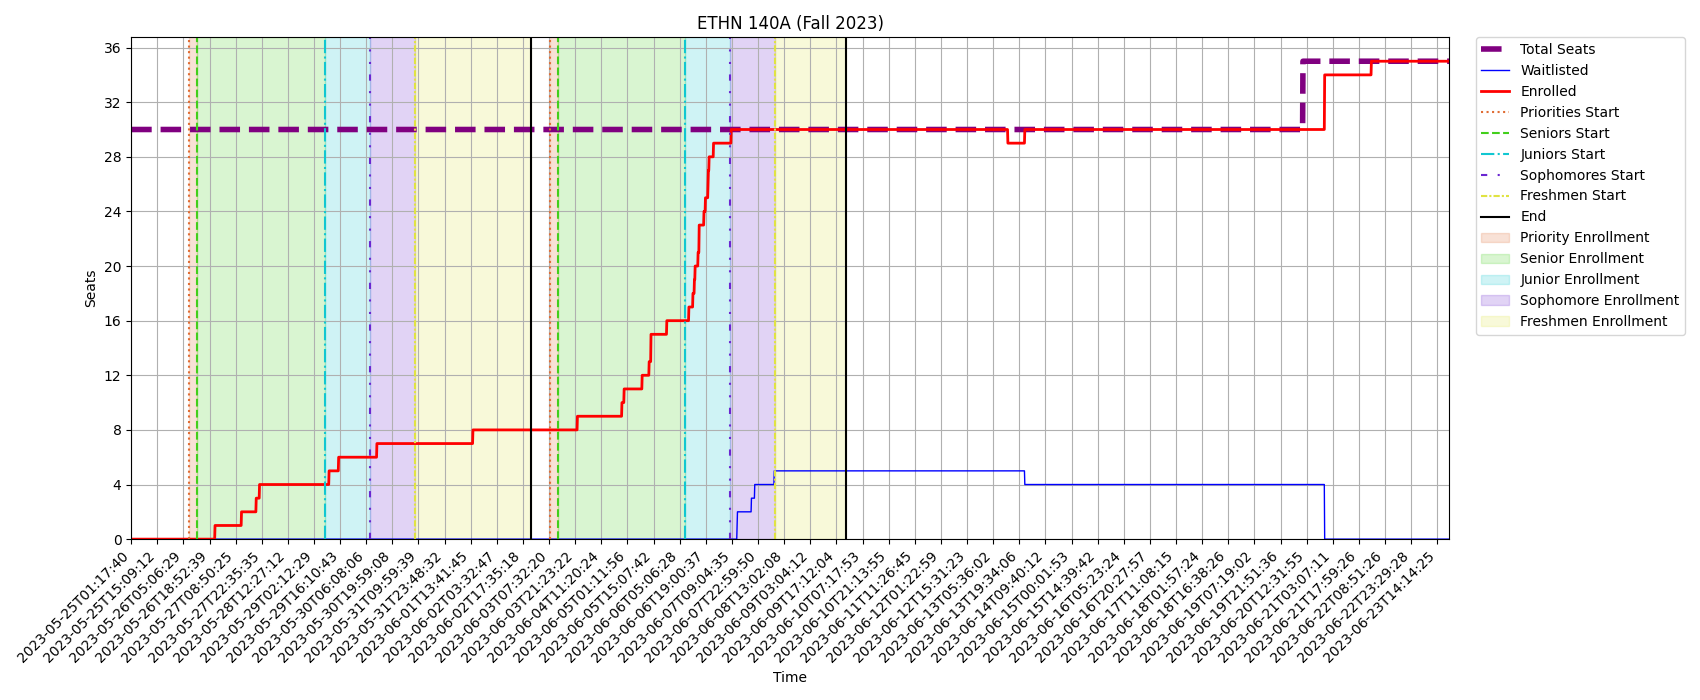 ETHN 140A (Fall 2023)
Seats
36
32
28
24
20
16
12
8
4
0
2023-05-25T01:17:40
2023-05-25T15:09:12
2023-05-26T05:06:29
2023-05-26T18:52:39
2023-05-27T08:50:25
2023-05-27T22:35:35
2023-05-28T12:27:12
2023-05-29T02:12:29
2023-05-29T16:10:43
2023-05-30T06:08:06
2023-05-30T19:59:08
2023-05-31T09:59:39
2023-05-31T23:48:32
2023-06-01T13:41:45
2023-06-02T03:32:47
2023-06-02T17:35:18
2023-06-03T07:32:20
2023-06-03T21:23:22
2023-06-04T11:20:24
2023-06-05T01:11:56
2023-06-05T15:07:42
2023-06-06T05:06:28
2023-06-06T19:00:37
2023-06-07T09:04:35
2023-06-07T22:59:50
2023-06-08T13:02:08
2023-06-09T03:04:12
2023-06-09T17:12:04
2023-06-10T07:17:53
2023-06-10T21:13:55
2023-06-11T11:26:45
2023-06-12T01:22:59
2023-06-12T15:31:23
2023-06-13T05:36:02
2023-06-13T19:34:06
2023-06-14T09:40:12
2023-06-15T00:01:53
2023-06-15T14:39:42
2023-06-16T05:23:24
2023-06-16T20:27:57
2023-06-17T11:08:15
2023-06-18T01:57:24
2023-06-18T16:38:26
2023-06-19T07:19:02
2023-06-19T21:51:36
2023-06-20T12:31:55
2023-06-21T03:07:11
2023-06-21T17:59:26
2023-06-22T08:51:26
2023-06-22T23:29:28
2023-06-23T14:14:25
Time
Total Seats
Waitlisted
Enrolled
Priorities Start
Seniors Start
Juniors Start
Sophomores Start
Freshmen Start
End
Priority Enrollment
Senior Enrollment
Junior Enrollment
Sophomore Enrollment
Freshmen Enrollment